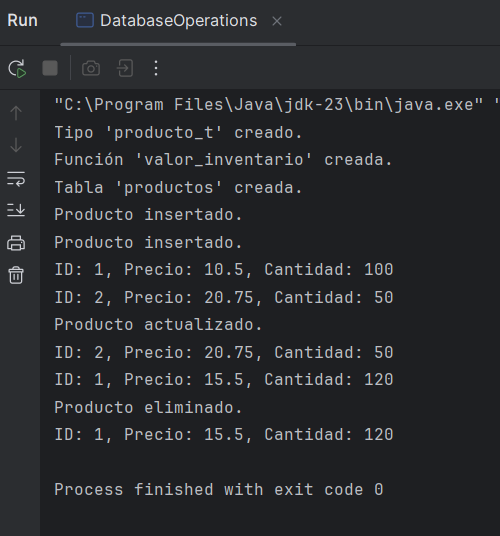 Run DatabaseOperations
"C:\Program Files\Java\jdk-23\bin\java.exe" "
Tipo 'producto_t' creado.
Función 'valor_inventario' creada.
Tabla 'productos' creada.
Producto insertado.
Producto insertado.
ID: 1, Precio: 10.5, Cantidad: 100
ID: 2, Precio: 20.75, Cantidad: 50
Producto actualizado.
ID: 2, Precio: 20.75, Cantidad: 50
ID: 1, Precio: 15.5, Cantidad: 120
Producto eliminado.
ID: 1, Precio: 15.5, Cantidad: 120
Process finished with exit code 0